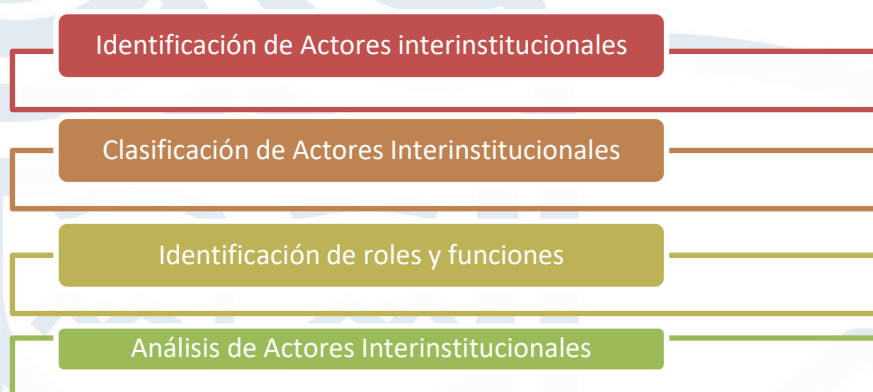 Identificación de Actores interinstitucionales
Clasificación de Actores Interinstitucionales
Identificación de roles y funciones
Análisis de Actores Interinstitucionales